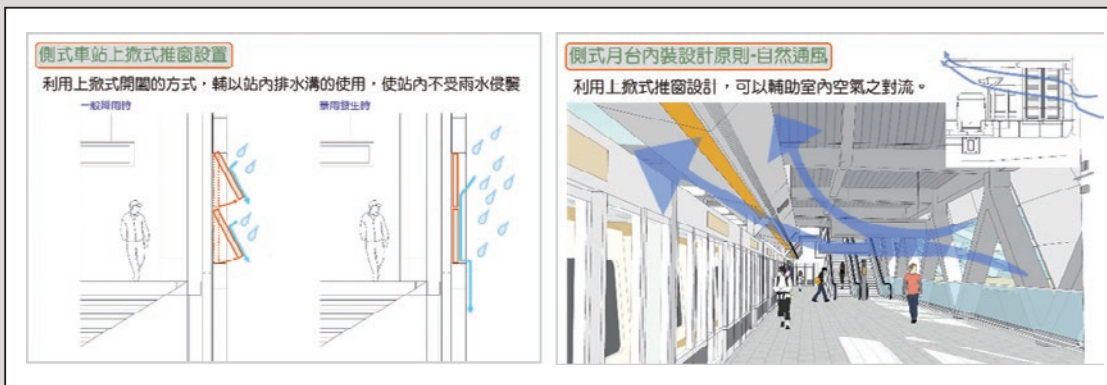 側式車站上掀式推窗設置
利用上掀式開闔的方式，輔以站內排水溝的使用，使站內不受雨水侵襲
一般降雨時
豪雨發生時
側式月台內裝設計原則-自然通風
利用上掀式推窗設計，可以輔助室內空氣之對流。